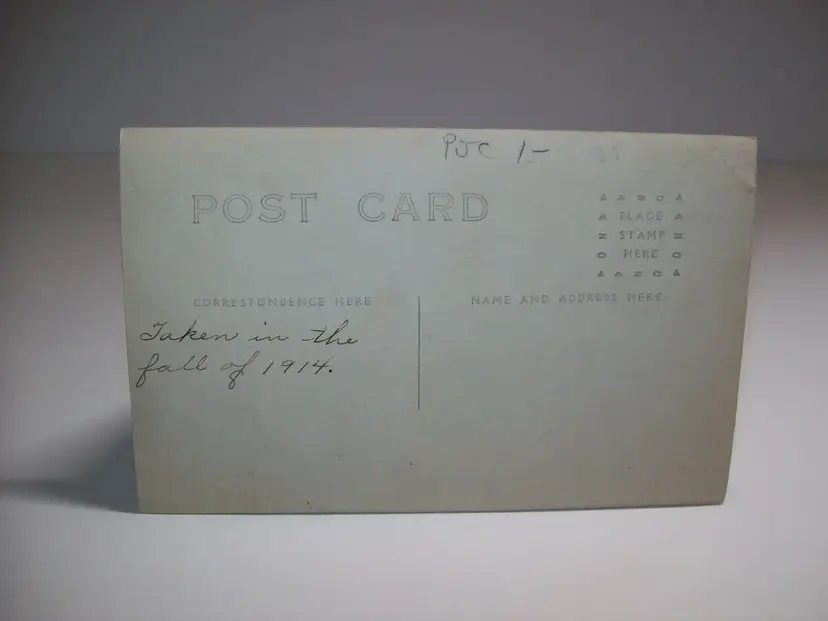 PJC 1-
POST CARD
PLACE
STAMP
HERE
CORRESPONDENCE HERE
NAME AND ADDRESS HERE
Taken in the
fall of 1914.